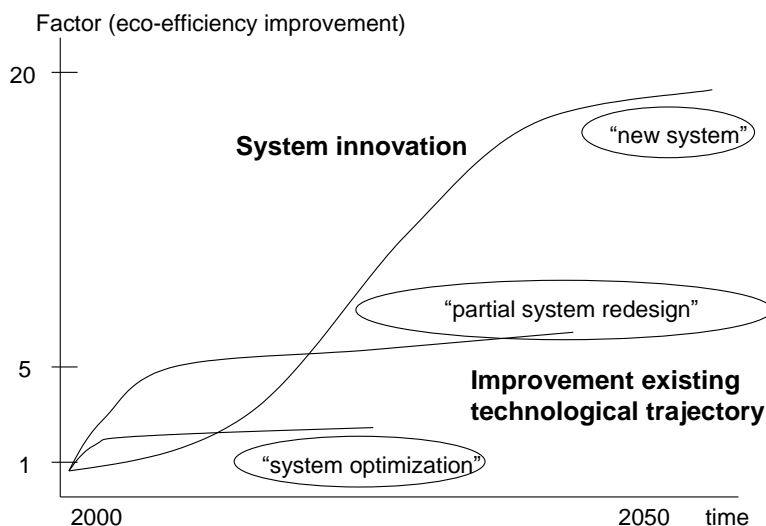 Factor (eco-efficiency improvement)
20
System innovation
“new system”
“partial system redesign”
5
Improvement existing
technological trajectory
1
“system optimization”
2000
2050
time